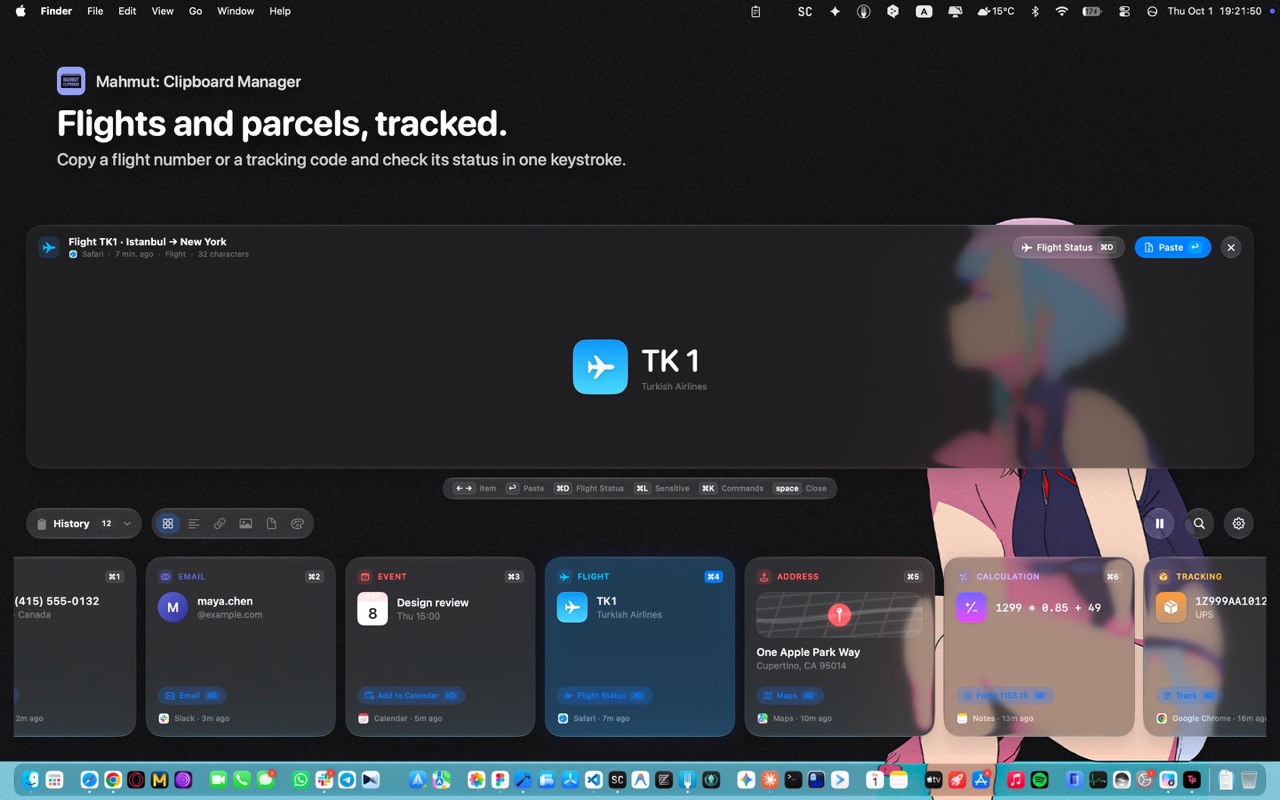 Finder File Edit View Go Window Help
SC A 15°C Thu Oct 1 19:21:50
Mahmut: Clipboard Manager
Flights and parcels, tracked.
Copy a flight number or a tracking code and check its status in one keystroke.
Flight TK1 · Istanbul → New York
Safari · 7 min. ago · Flight · 32 characters
Flight Status ⌘D
Paste ↩
TK 1
Turkish Airlines
← → Item ↩ Paste ⌘D Flight Status ⌘L Sensitive ⌘K Commands space Close
History 12
⌘1
(415) 555-0132
Canada
2m ago
EMAIL ⌘2
M
maya.chen
@example.com
Email ⌘D
Slack · 3m ago
EVENT ⌘3
8
Design review
Thu 15:00
Add to Calendar ⌘D
Calendar · 5m ago
FLIGHT ⌘4
TK1
Turkish Airlines
Flight Status ⌘D
Safari · 7m ago
ADDRESS ⌘5
One Apple Park Way
Cupertino, CA 95014
Maps ⌘D
Maps · 10m ago
CALCULATION ⌘6
1299 * 0.85 + 49
Paste 1153.15 ⌘D
Notes · 13m ago
TRACKING
1Z999AA1012
UPS
Track ⌘D
Google Chrome · 16m ago
SC
1
tv
Tp